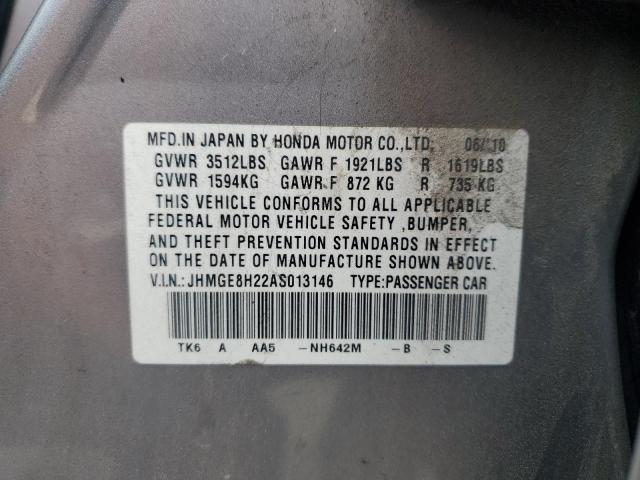 MFD.IN JAPAN BY HONDA MOTOR CO.,LTD. 06/10
GVWR 3512LBS GAWR F 1921LBS R 1619LBS
GVWR 1594KG GAWR F 872 KG R 735 KG
THIS VEHICLE CONFORMS TO ALL APPLICABLE
FEDERAL MOTOR VEHICLE SAFETY ,BUMPER,
AND THEFT PREVENTION STANDARDS IN EFFECT
ON THE DATE OF MANUFACTURE SHOWN ABOVE.
V.I.N.: JHMGE8H22AS013146 TYPE:PASSENGER CAR
TK6 A AA5 -NH642M -B -S